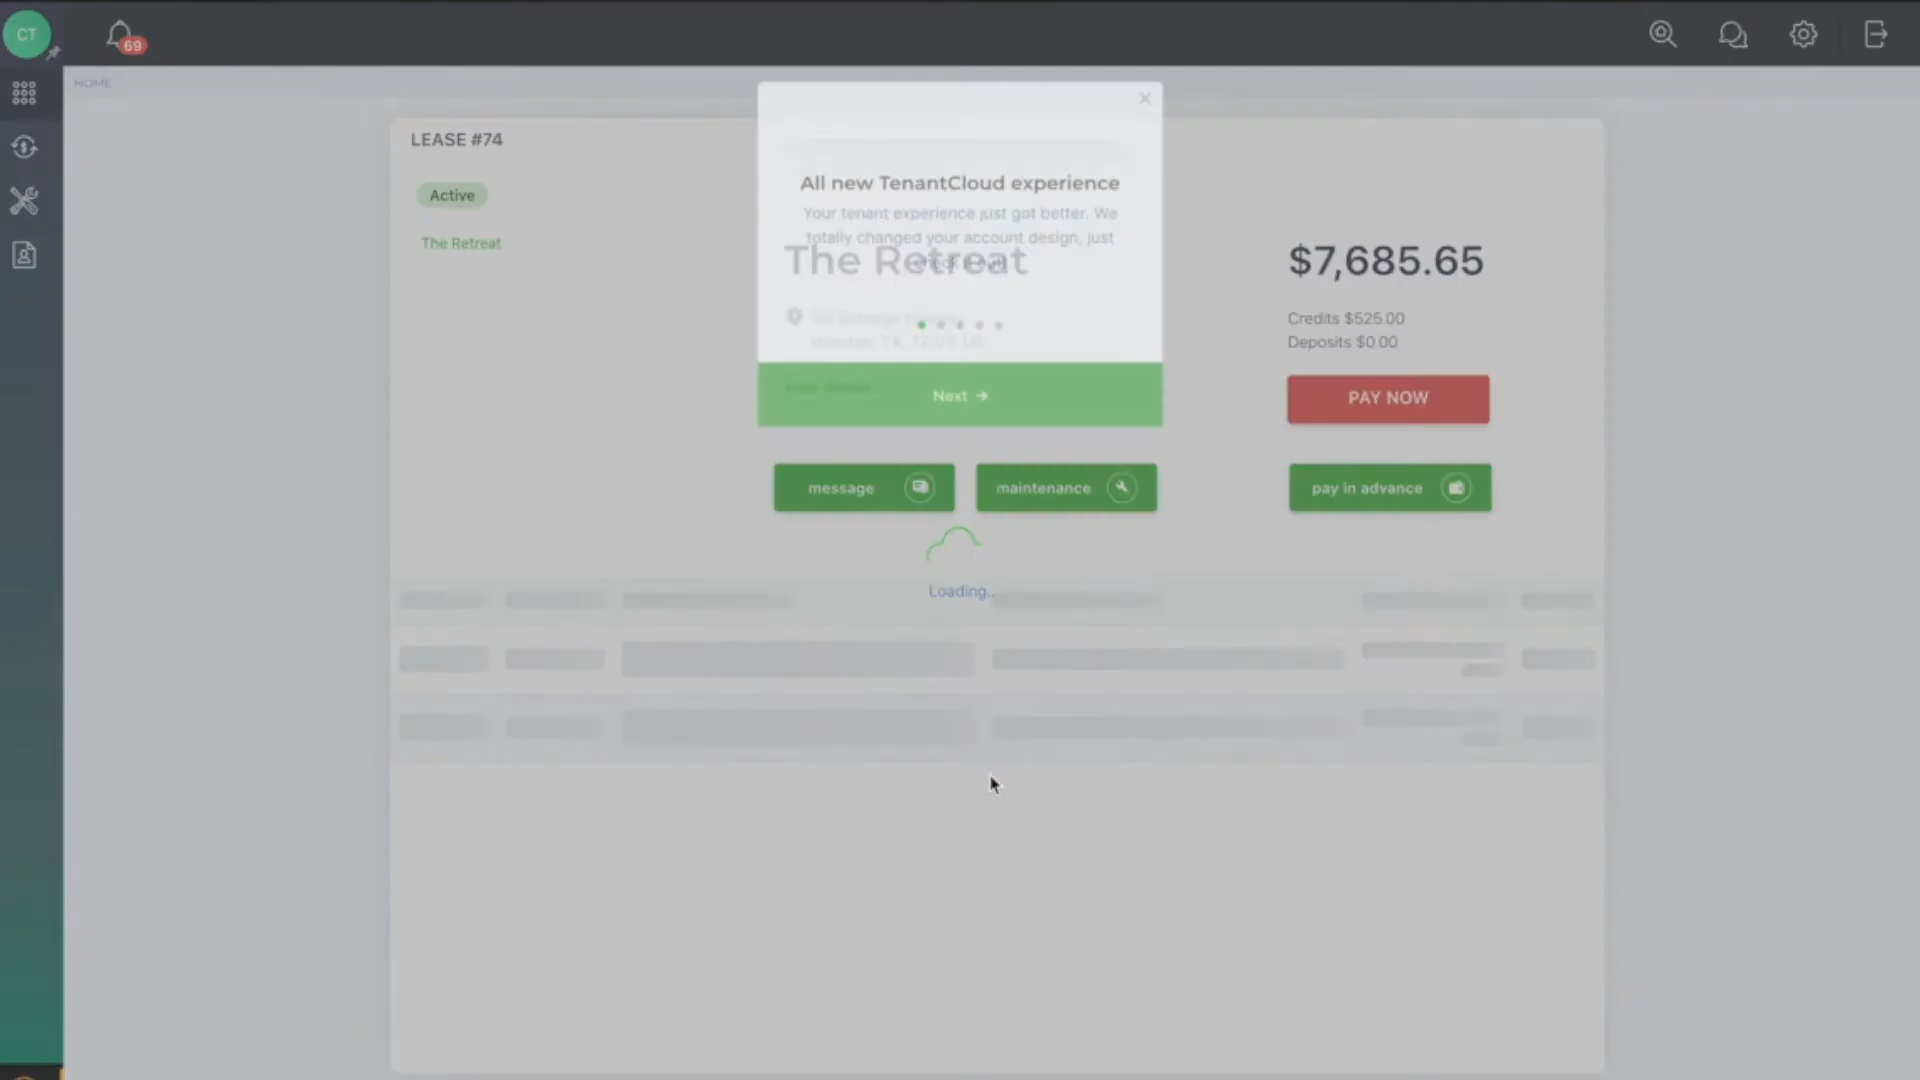 CT
69
HOME
LEASE #74
Active
The Retreat
All new TenantCloud experience
Your tenant experience just got better. We
totally changed your account design, just
The Retreat
Next →
$7,685.65
Credits $525.00
Deposits $0.00
PAY NOW
message
maintenance
pay in advance
Loading..